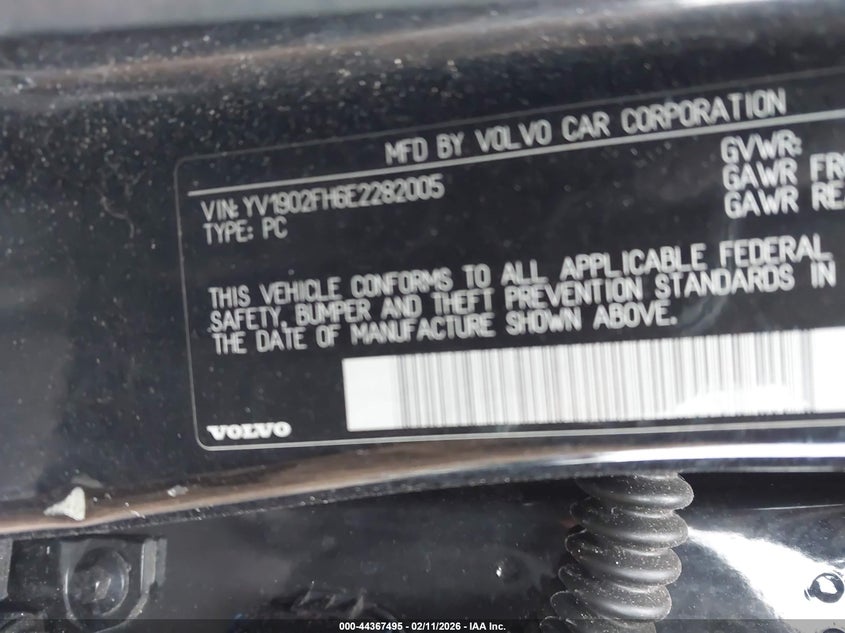 MFD BY VOLVO CAR CORPORATION
VIN: YV1902FH6E2282005
TYPE: PC
GVWR:
GAWR FRO
GAWR REA
THIS VEHICLE CONFORMS TO ALL APPLICABLE FEDERAL
SAFETY, BUMPER AND THEFT PREVENTION STANDARDS IN
THE DATE OF MANUFACTURE SHOWN ABOVE.
VOLVO
000-44367495 - 02/11/2026 - IAA Inc.